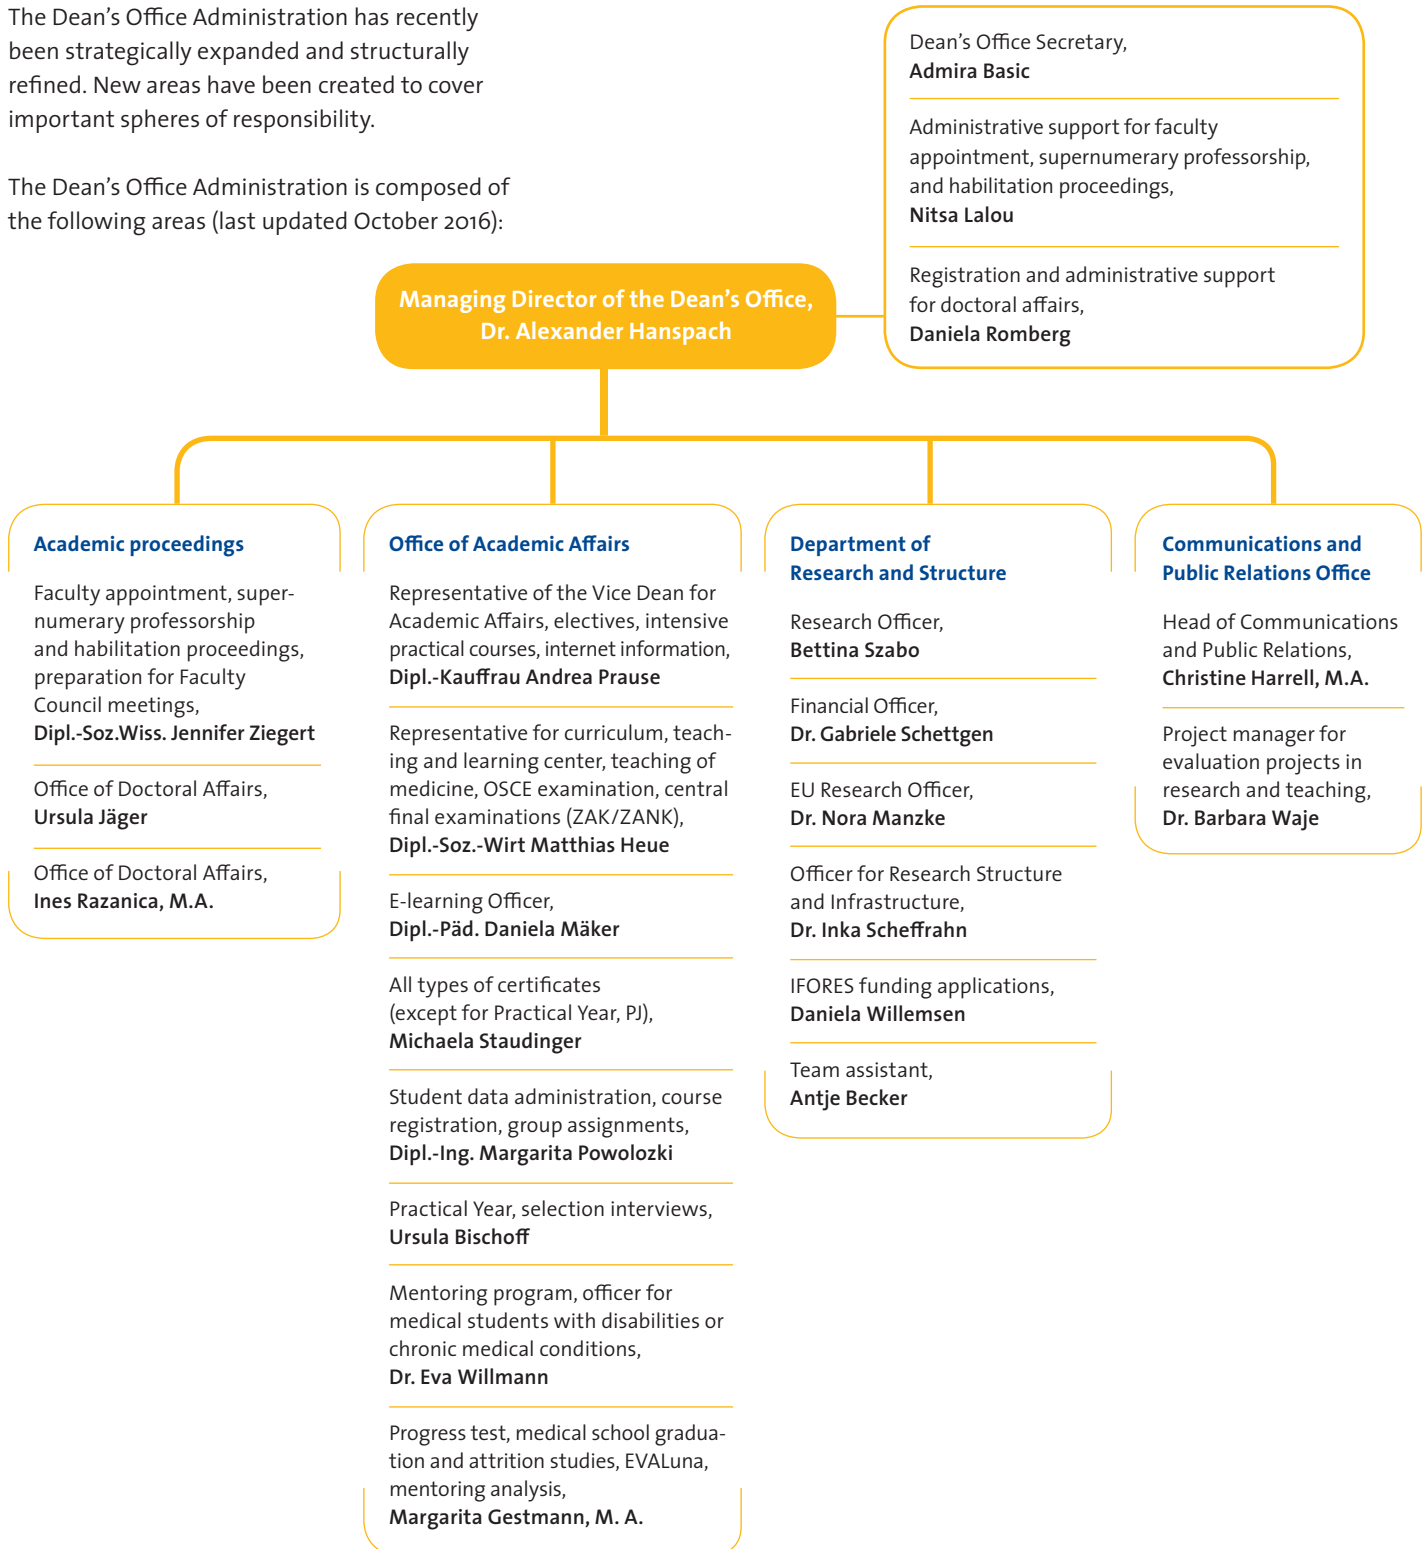 The Dean's Office Administration has recently
been strategically expanded and structurally
refined. New areas have been created to cover
important spheres of responsibility.
The Dean's Office Administration is composed of
the following areas (last updated October 2016):
Dean's Office Secretary,
Admira Basic
Administrative support for faculty
appointment, supernumerary professorship,
and habilitation proceedings,
Nitsa Lalou
Registration and administrative support
for doctoral affairs,
Daniela Romberg
Managing Director of the Dean's Office,
Dr. Alexander Hanspach
Academic proceedings
Faculty appointment, super-
numerary professorship
and habilitation proceedings,
preparation for Faculty
Council meetings,
Dipl.-Soz.Wiss. Jennifer Ziegert
Office of Doctoral Affairs,
Ursula Jäger
Office of Doctoral Affairs,
Ines Razanica, M.A.
Office of Academic Affairs
Representative of the Vice Dean for
Academic Affairs, electives, intensive
practical courses, internet information,
Dipl.-Kauffrau Andrea Prause
Representative for curriculum, teach-
ing and learning center, teaching of
medicine, OSCE examination, central
final examinations (ZAK/ZANK),
Dipl.-Soz.-Wirt Matthias Heue
E-learning Officer,
Dipl.-Päd. Daniela Mäker
All types of certificates
(except for Practical Year, PJ),
Michaela Staudinger
Student data administration, course
registration, group assignments,
Dipl.-Ing. Margarita Powolozki
Practical Year, selection interviews,
Ursula Bischoff
Mentoring program, officer for
medical students with disabilities or
chronic medical conditions,
Dr. Eva Willmann
Progress test, medical school gradua-
tion and attrition studies, EVALuna,
mentoring analysis,
Margarita Gestmann, M. A.
Department of
Research and Structure
Research Officer,
Bettina Szabo
Financial Officer,
Dr. Gabriele Schettgen
EU Research Officer,
Dr. Nora Manzke
Officer for Research Structure
and Infrastructure,
Dr. Inka Scheffrahn
IFORES funding applications,
Daniela Willemsen
Team assistant,
Antje Becker
Communications and
Public Relations Office
Head of Communications
and Public Relations,
Christine Harrell, M.A.
Project manager for
evaluation projects in
research and teaching,
Dr. Barbara Waje